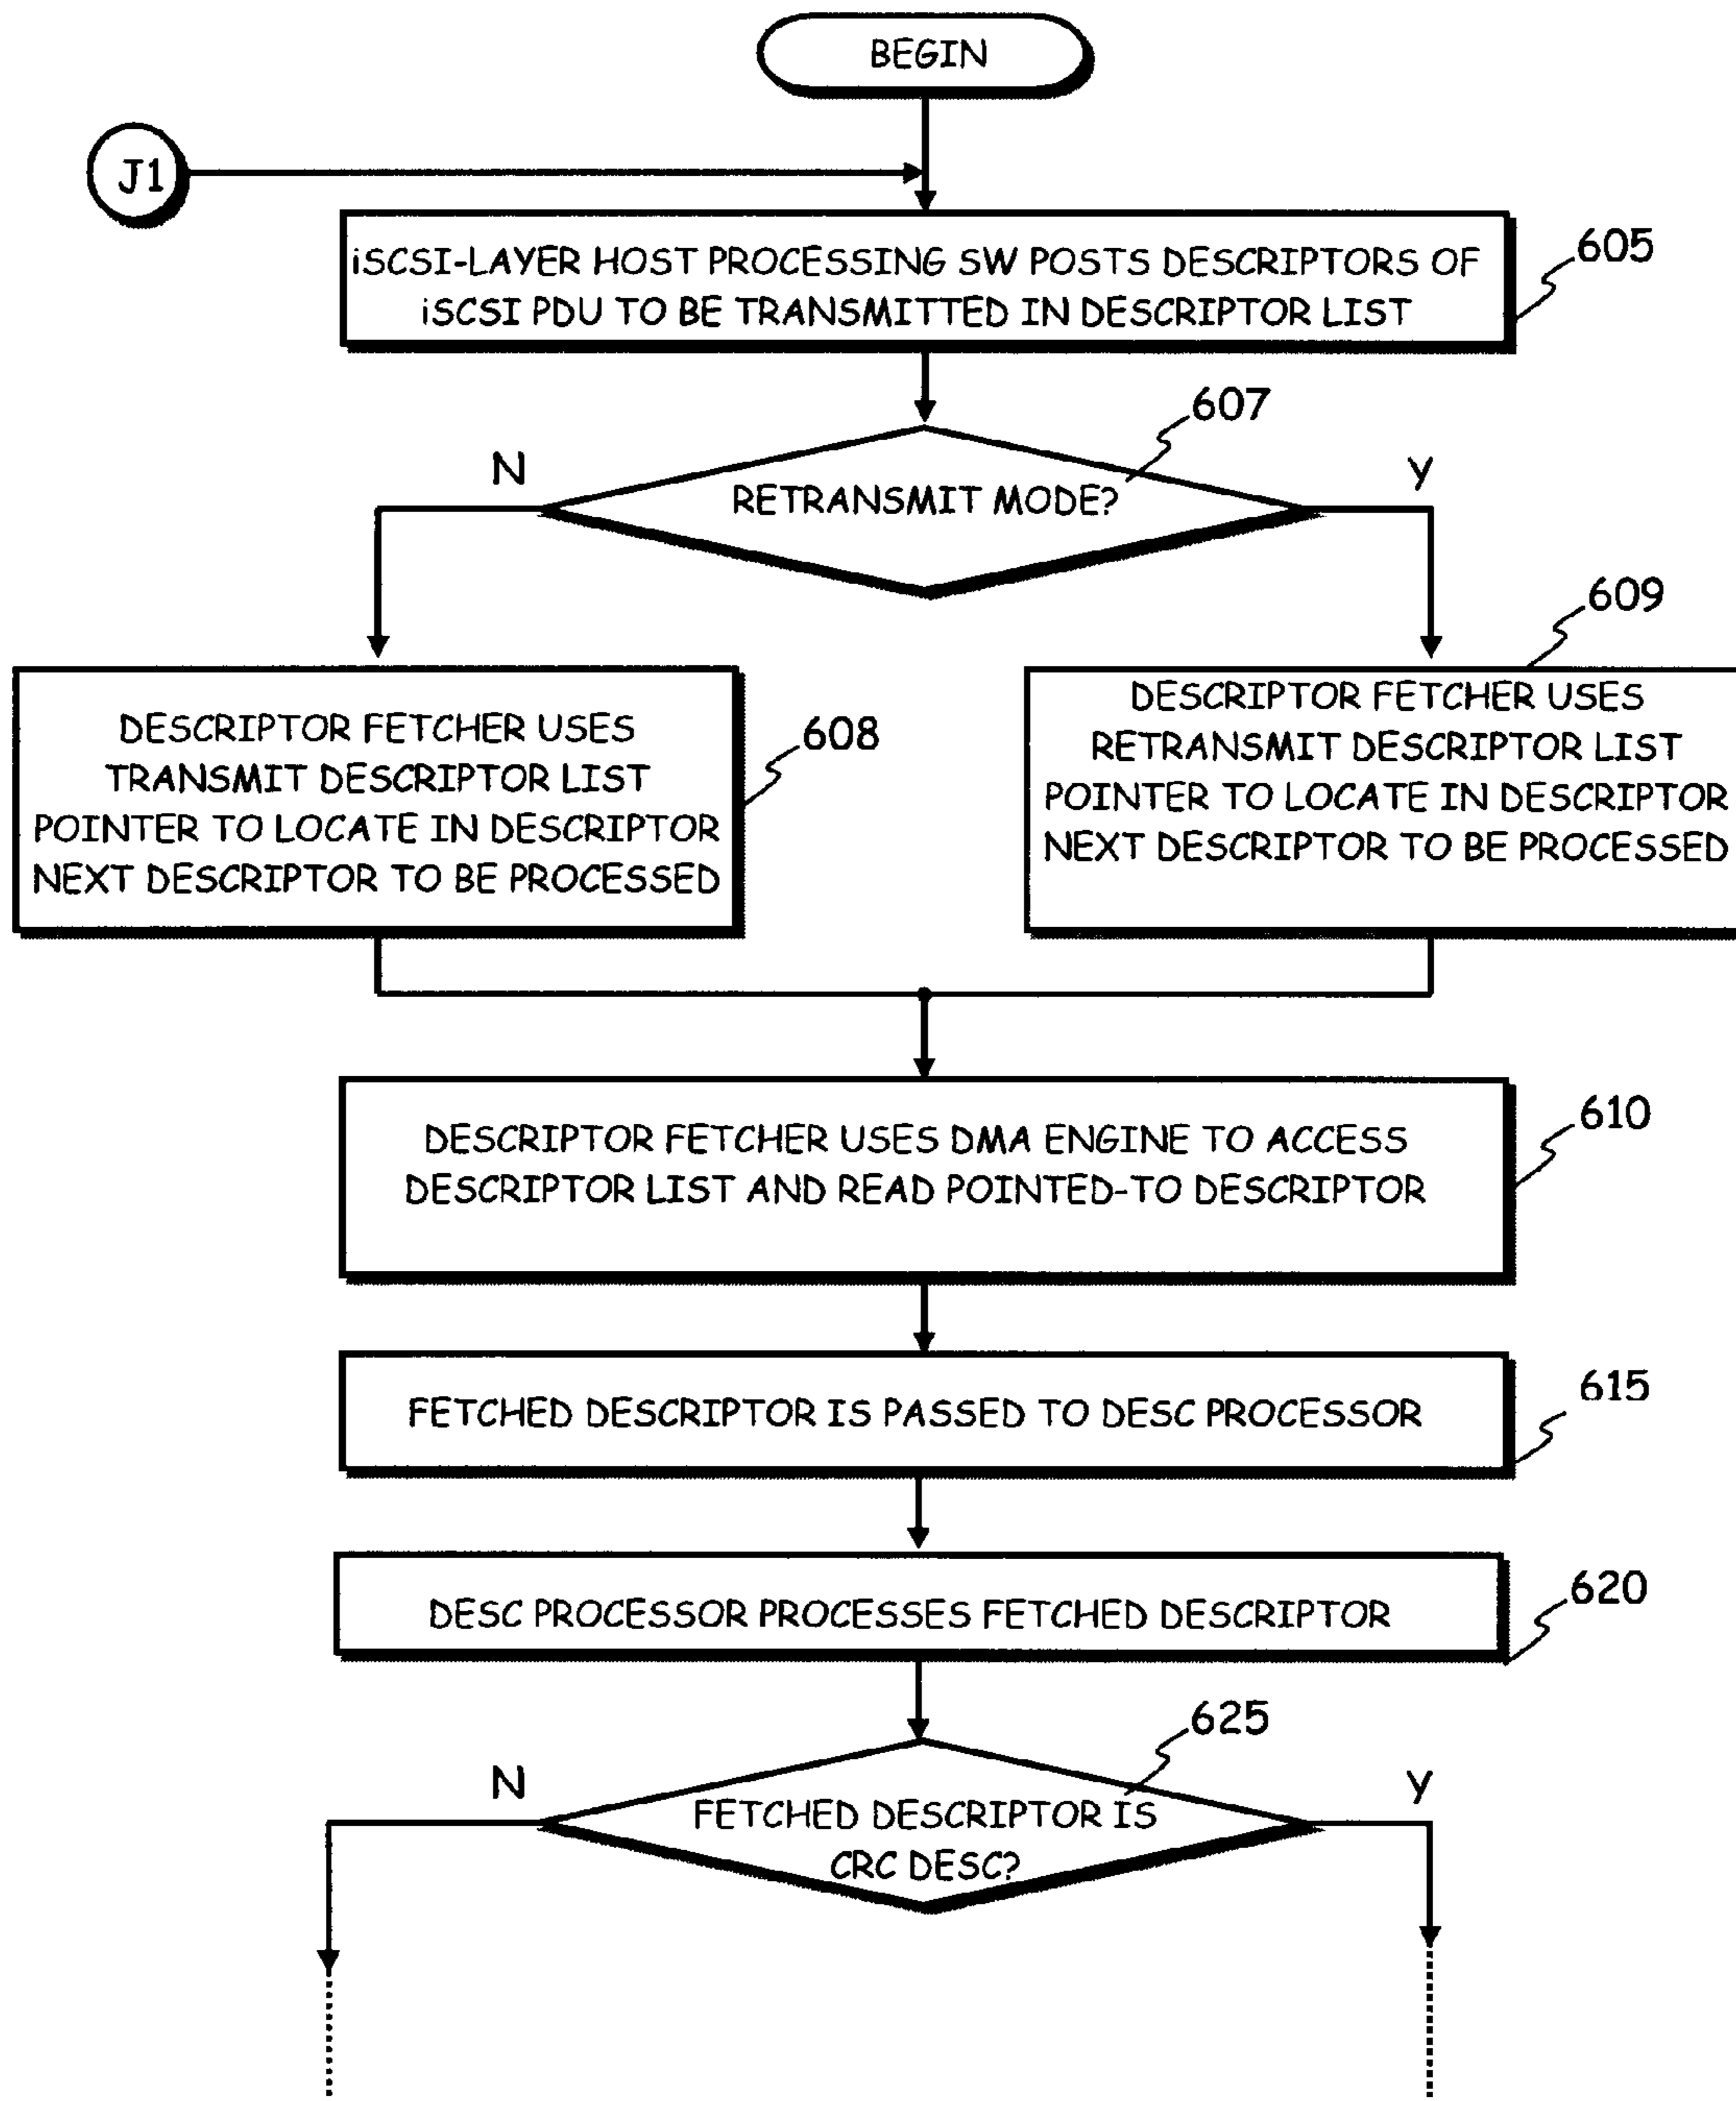 BEGIN
J1
iSCSI-LAYER HOST PROCESSING SW POSTS DESCRIPTORS OF
iSCSI PDU TO BE TRANSMITTED IN DESCRIPTOR LIST
605
607
N
Y
RETRANSMIT MODE?
609
DESCRIPTOR FETCHER USES
TRANSMIT DESCRIPTOR LIST
POINTER TO LOCATE IN DESCRIPTOR
NEXT DESCRIPTOR TO BE PROCESSED
608
DESCRIPTOR FETCHER USES
RETRANSMIT DESCRIPTOR LIST
POINTER TO LOCATE IN DESCRIPTOR
NEXT DESCRIPTOR TO BE PROCESSED
DESCRIPTOR FETCHER USES DMA ENGINE TO ACCESS
DESCRIPTOR LIST AND READ POINTED-TO DESCRIPTOR
610
FETCHED DESCRIPTOR IS PASSED TO DESC PROCESSOR
615
DESC PROCESSOR PROCESSES FETCHED DESCRIPTOR
620
625
N
Y
FETCHED DESCRIPTOR IS
CRC DESC?